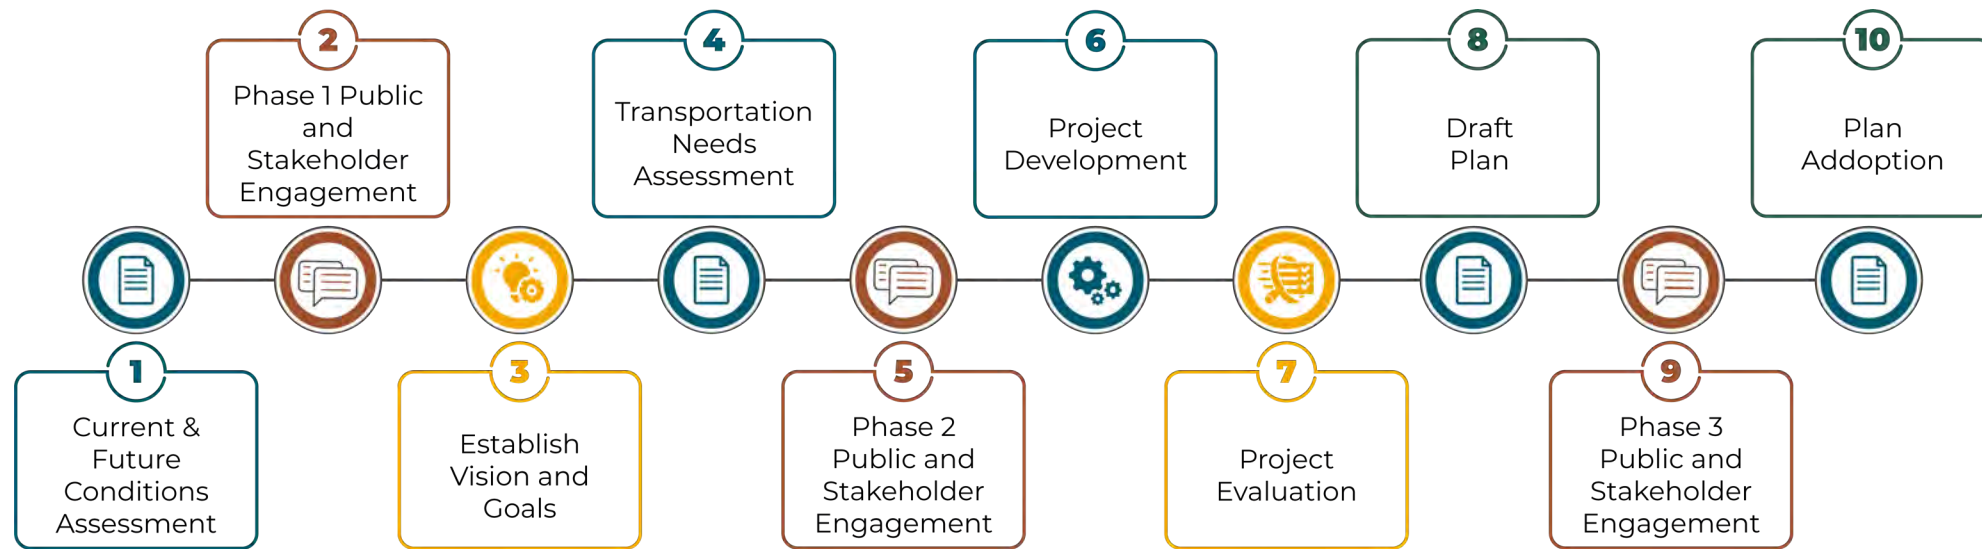 1
Current &
Future
Conditions
Assessment
2
Phase 1 Public
and
Stakeholder
Engagement
3
Establish
Vision and
Goals
4
Transportation
Needs
Assessment
5
Phase 2
Public and
Stakeholder
Engagement
6
Project
Development
7
Project
Evaluation
8
Draft
Plan
9
Phase 3
Public and
Stakeholder
Engagement
10
Plan
Addoption